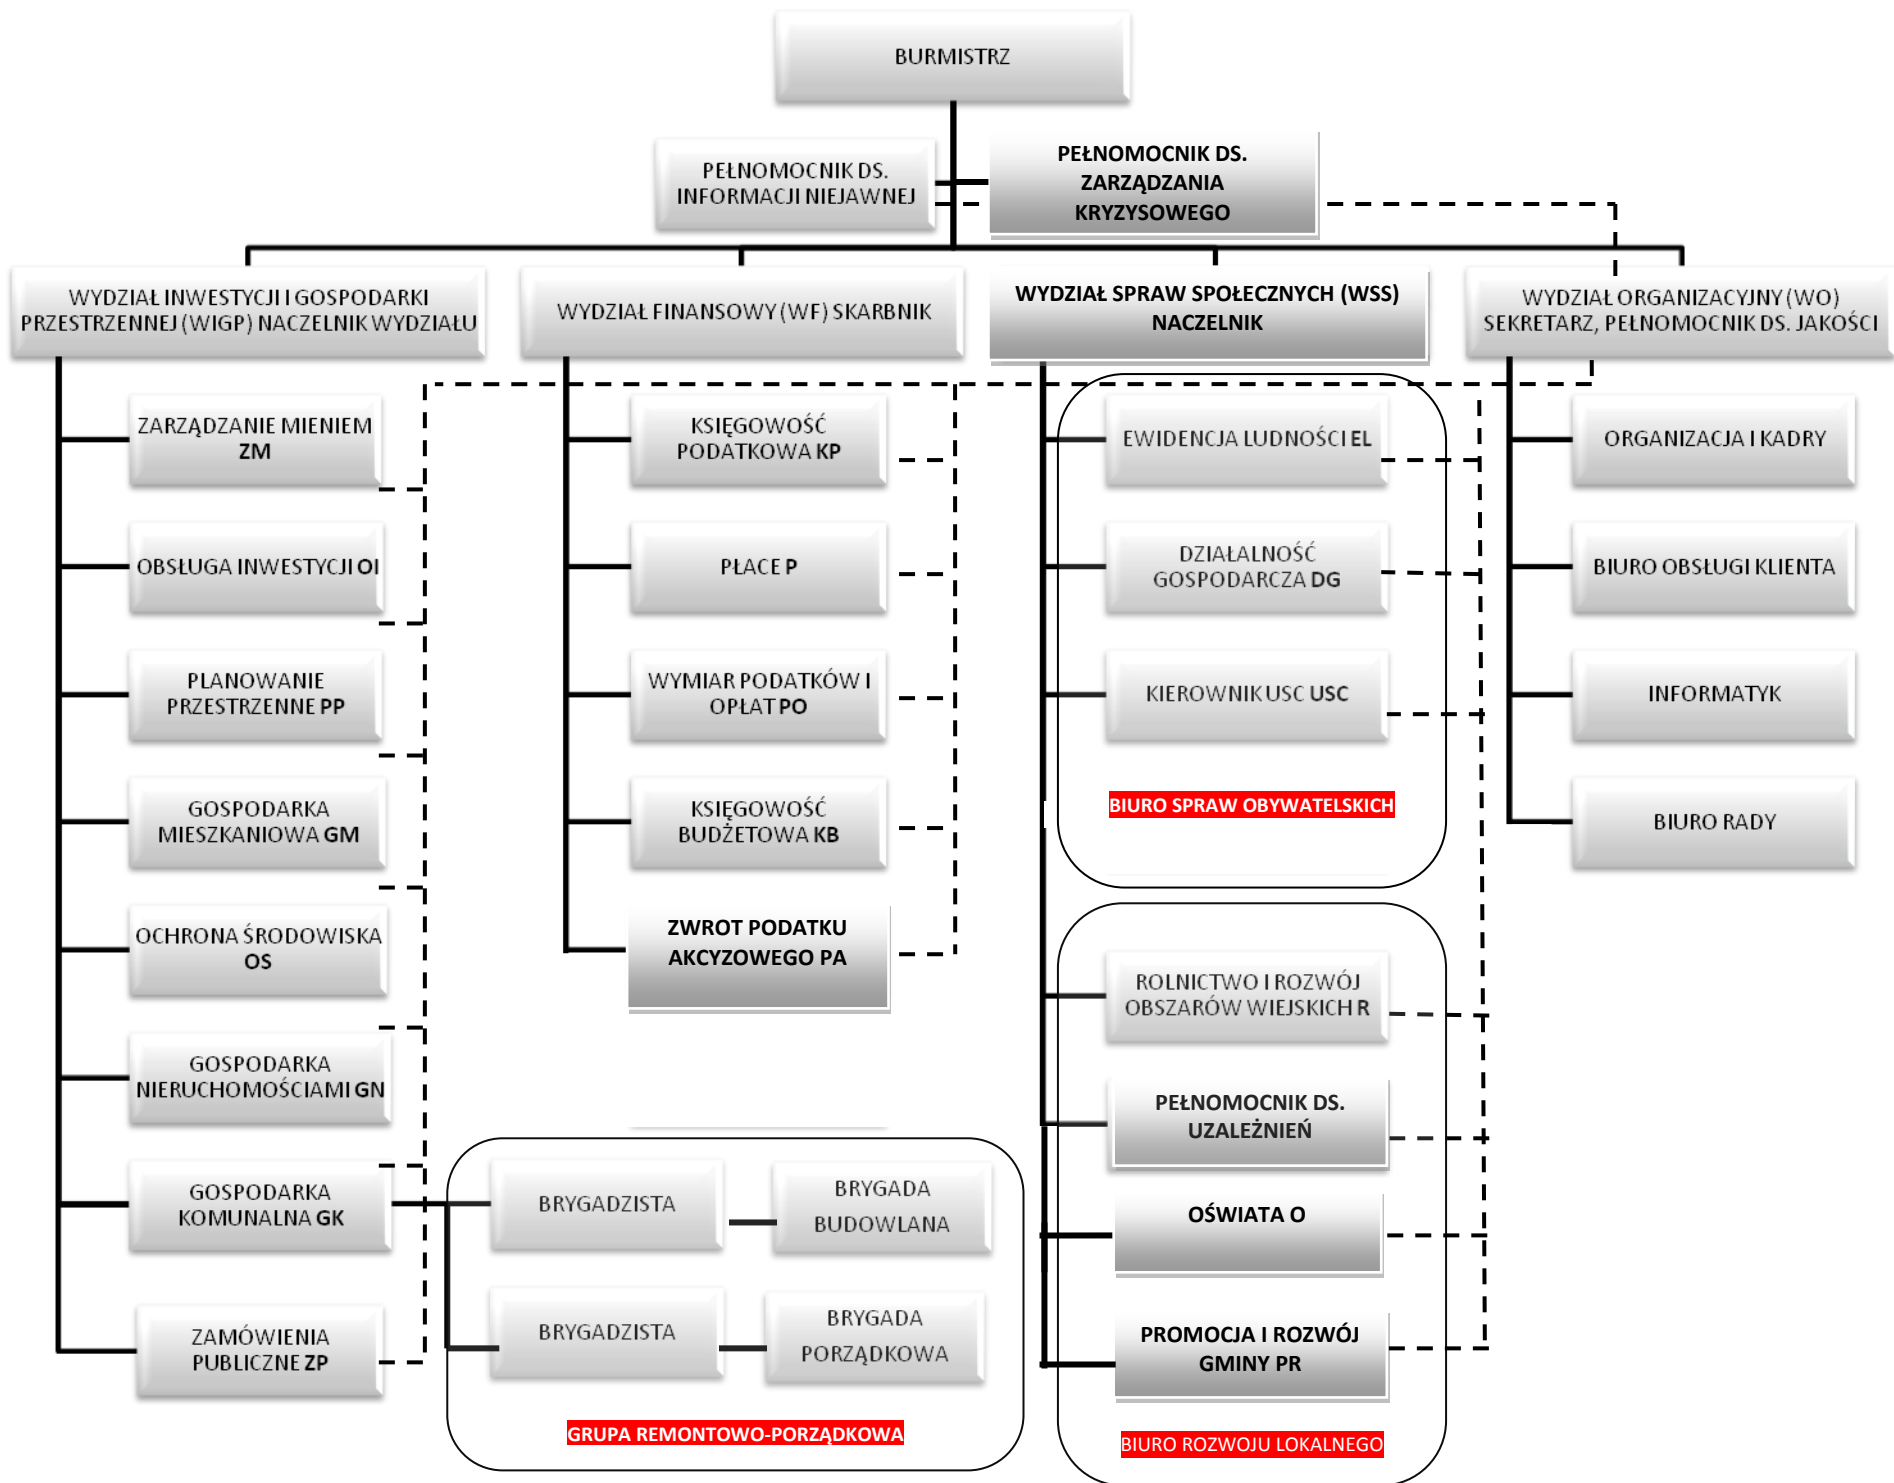 BURMISTRZ
PEŁNOMOCNIK DS.
INFORMACJI NIEJAWNEJ
PEŁNOMOCNIK DS.
ZARZĄDZANIA
KRYZYSOWEGO
WYDZIAŁ INWESTYCJI I GOSPODARKI
PRZESTRZENNEJ (WIGP) NACZELNIK WYDZIAŁU
WYDZIAŁ FINANSOWY (WF) SKARBNIK
WYDZIAŁ SPRAW SPOŁECZNYCH (WSS)
NACZELNIK
WYDZIAŁ ORGANIZACYJNY (WO)
SEKRETARZ, PEŁNOMOCNIK DS. JAKOŚCI
ZARZĄDZANIE MIENIEM
ZM
OBSŁUGA INWESTYCJI OI
PLANOWANIE
PRZESTRZENNE PP
GOSPODARKA
MIESZKANIOWA GM
OCHRONA ŚRODOWISKA
OS
GOSPODARKA
NIERUCHOMOŚCIAMI GN
GOSPODARKA
KOMUNALNA GK
ZAMÓWIENIA
PUBLICZNE ZP
BRYGADZISTA
BRYGADA
BUDOWLANA
BRYGADZISTA
BRYGADA
PORZĄDKOWA
GRUPA REMONTOWO-PORZĄDKOWA
KSIĘGOWOŚĆ
PODATKOWA KP
PŁACE P
WYMIAR PODATKÓW I
OPŁAT PO
KSIĘGOWOŚĆ
BUDŻETOWA KB
ZWROT PODATKU
AKCYZOWEGO PA
EWIDENCJA LUDNOŚCI EL
DZIAŁALNOŚĆ
GOSPODARCZA DG
KIEROWNIK USC USC
BIURO SPRAW OBYWATELSKICH
ROLNICTWO I ROZWÓJ
OBSZARÓW WIEJSKICH R
PEŁNOMOCNIK DS.
UZALEŻNIEŃ
OŚWIATA O
PROMOCJA I ROZWÓJ
GMINY PR
BIURO ROZWOJU LOKALNEGO
ORGANIZACJA I KADRY
BIURO OBSŁUGI KLIENTA
INFORMATYK
BIURO RADY